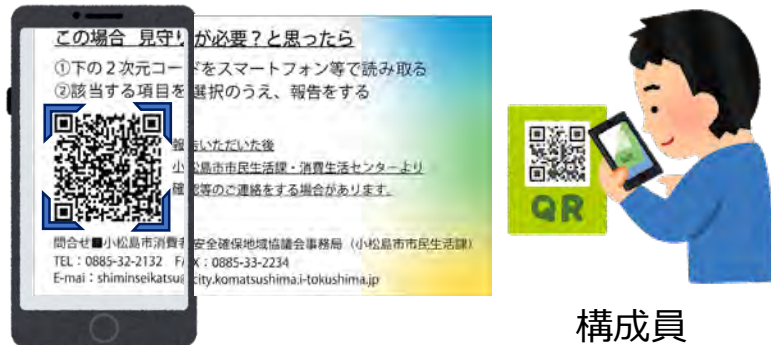 この場合 見守りが必要？と思ったら
①下の２次元コードをスマートフォン等で読み取る
②該当する項目を選択のうえ、報告をする
報告いただいた後
小松島市市民生活課・消費生活センターより
確認等のご連絡をする場合があります。
問合せ■小松島市消費者安全確保地域協議会事務局（小松島市市民生活課）
TEL：0885-32-2132 FAX：0885-33-2234
E-mai：shiminseikatsu@city.komatsushima.i-tokushima.jp
QR
構成員